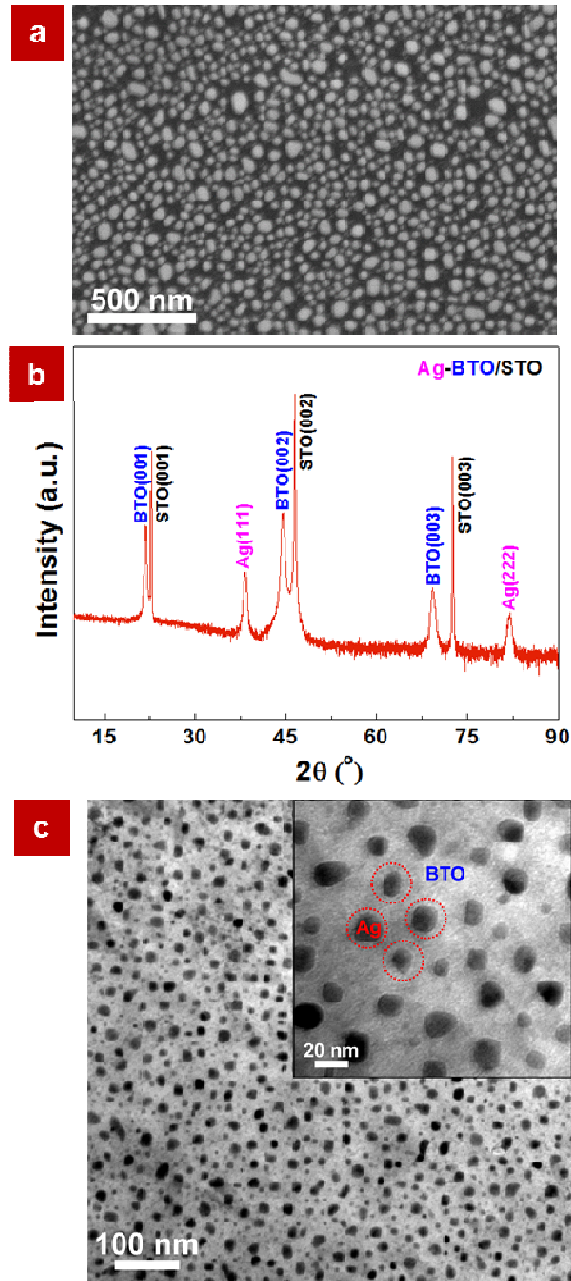 a
500 nm
b
Ag-BTO/STO
Intensity (a.u.)
BTO(001)
STO(001)
Ag(111)
BTO(002)
STO(002)
BTO(003)
STO(003)
Ag(222)
15 30 45 60 75 90
2θ (°)
c
BTO
Ag
20 nm
100 nm